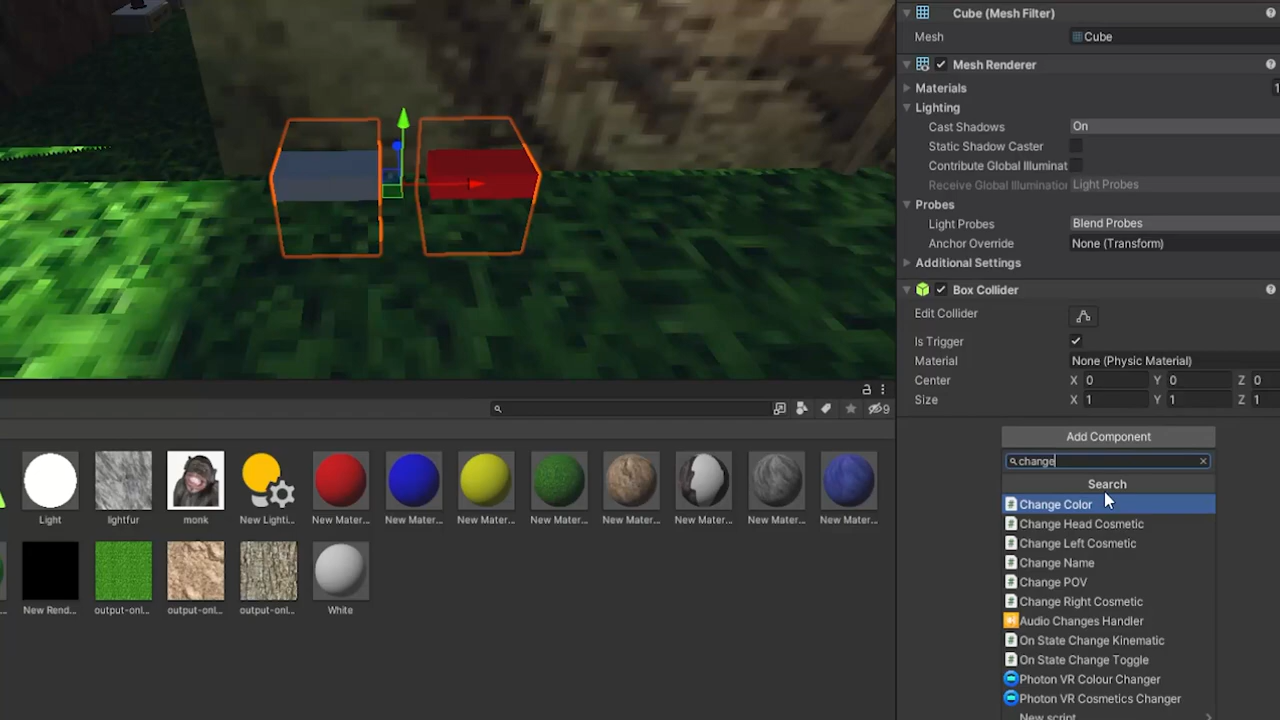 Cube (Mesh Filter)
Mesh Cube
Mesh Renderer
Materials 1
Lighting
Cast Shadows On
Static Shadow Caster
Contribute Global Illuminat
Receive Global Illumination Light Probes
Probes
Light Probes Blend Probes
Anchor Override None (Transform)
Additional Settings
Box Collider
Edit Collider
Is Trigger
Material None (Physic Material)
Center X 0 Y 0 Z 0
Size X 1 Y 1 Z 1
9
Add Component
change
Search
Change Color
Change Head Cosmetic
Change Left Cosmetic
Change Name
Change POV
Change Right Cosmetic
Audio Changes Handler
On State Change Kinematic
On State Change Toggle
Photon VR Colour Changer
Photon VR Cosmetics Changer
New script
Light lightfur monk New Lighti... New Mater... New Mater... New Mater... New Mater... New Mater... New Mater... New Mater... New Mater...
... New Rend... output-onl... output-onl... output-onl... White